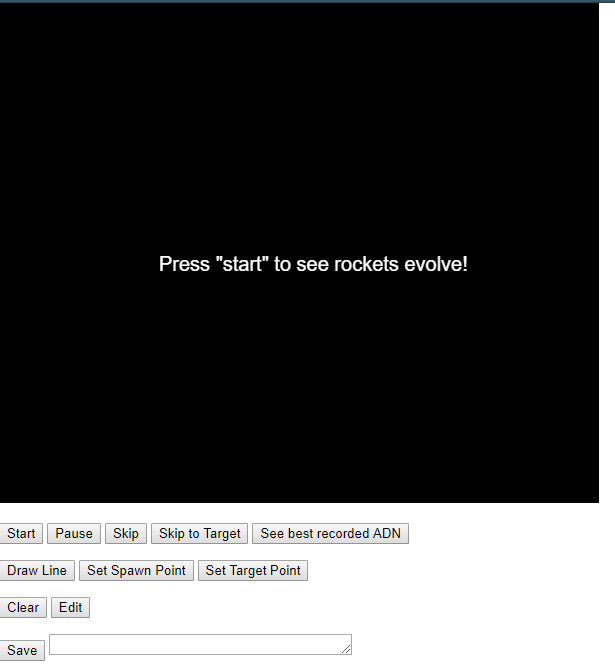 Press "start" to see rockets evolve!
Start Pause Skip Skip to Target See best recorded ADN
Draw Line Set Spawn Point Set Target Point
Clear Edit
Save